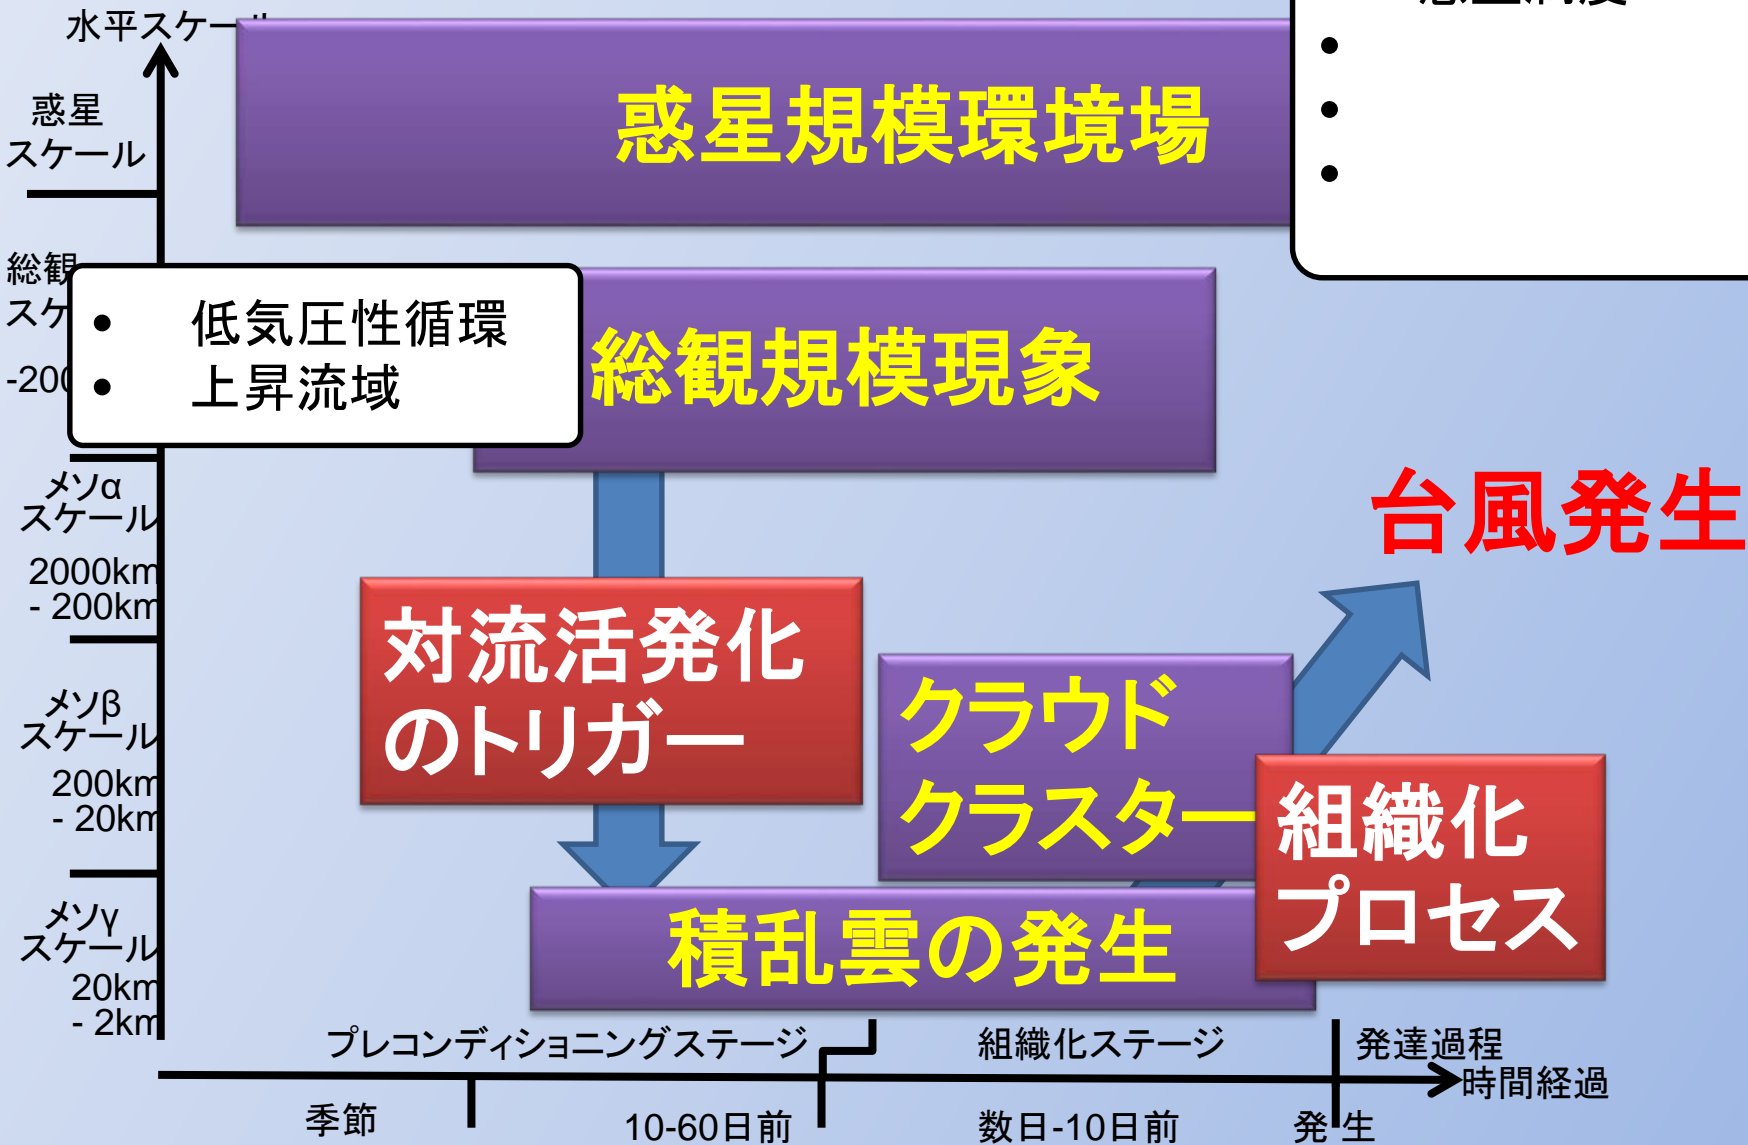 水平スケール
惑星
スケール
惑星規模環境場
総観
スケ
-200
• 低気圧性循環
• 上昇流域
総観規模現象
メソα
スケール
2000km
- 200km
台風発生
対流活発化
のトリガー
メソβ
スケール
200km
- 20km
クラウド
クラスター
組織化
プロセス
メソγ
スケール
20km
- 2km
積乱雲の発生
プレコンディショニングステージ
組織化ステージ
発達過程
時間経過
季節
10-60日前
数日-10日前
発生